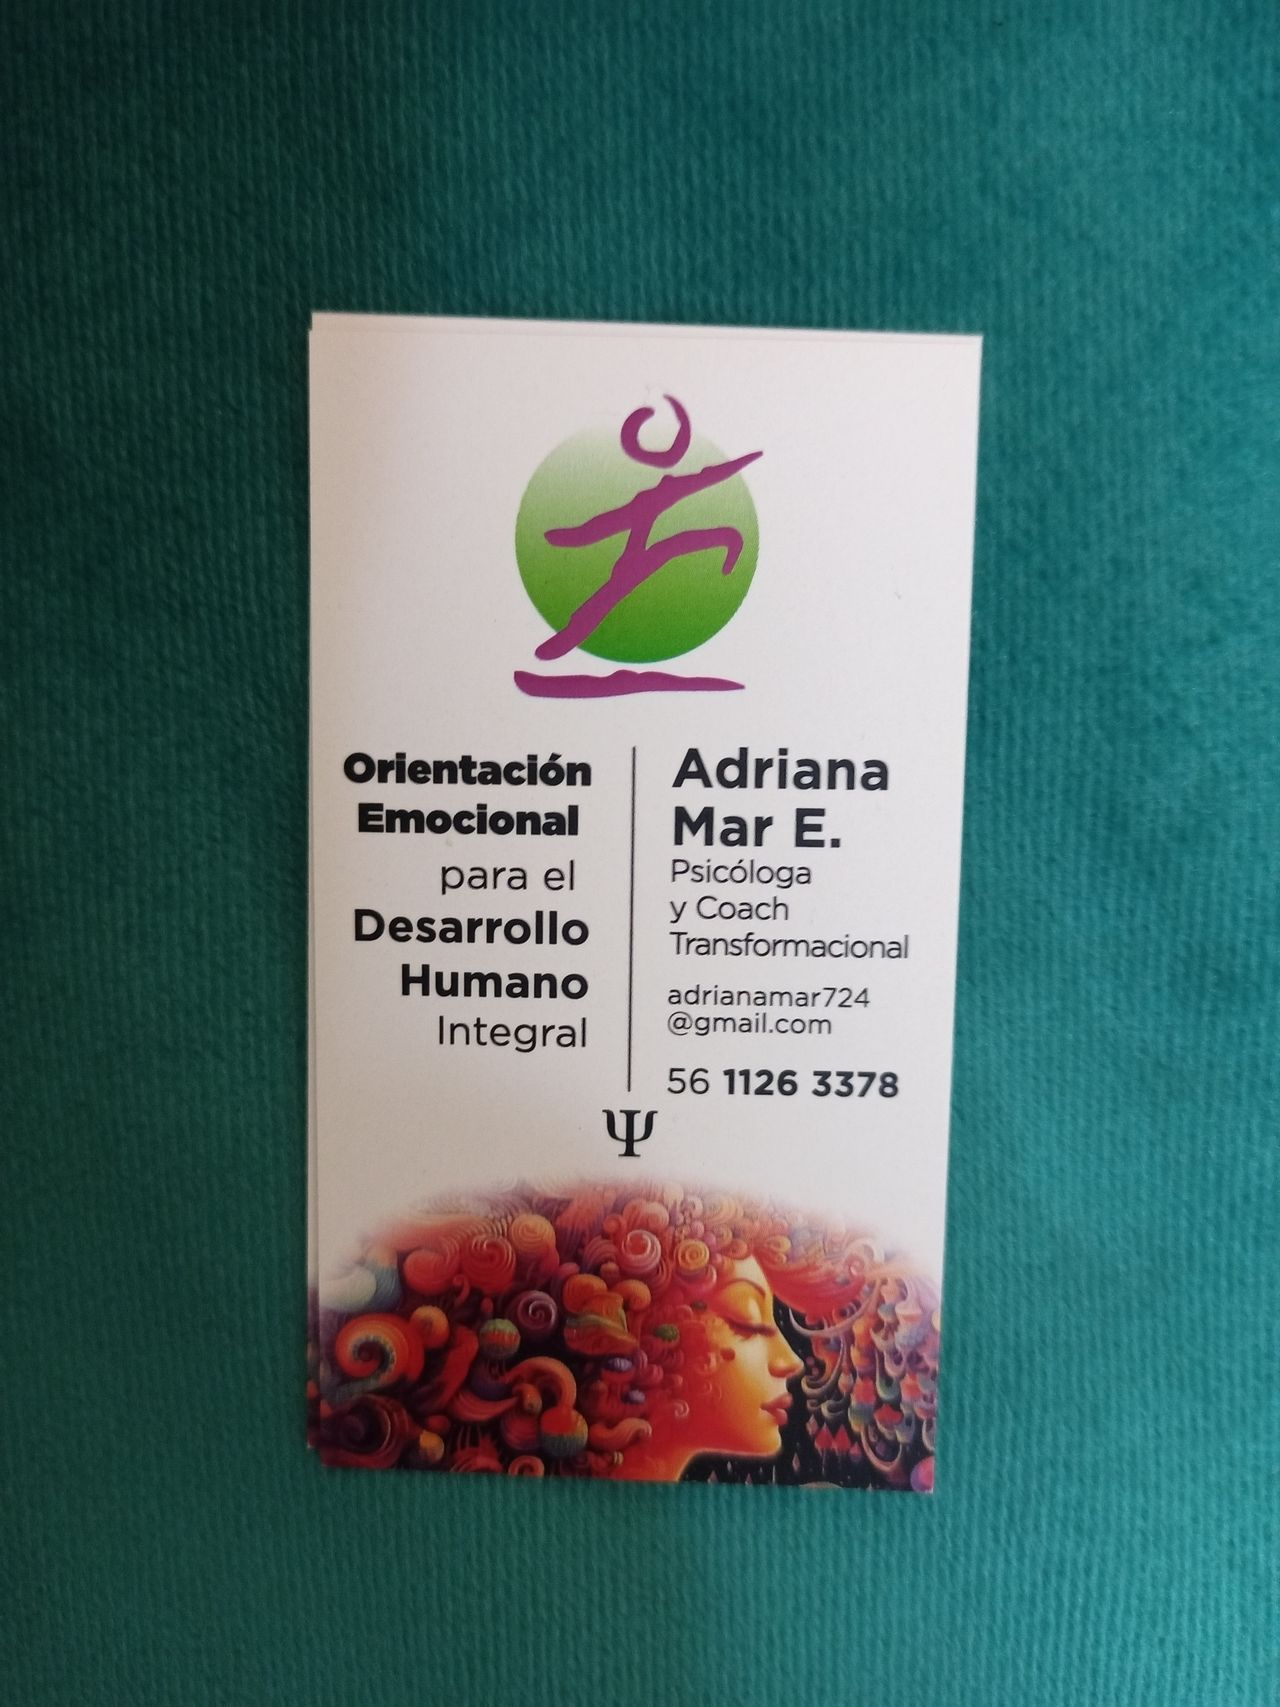 Orientación
Emocional
para el
Desarrollo
Humano
Integral
Adriana
Mar E.
Psicóloga
y Coach
Transformacional
adrianamar724
@gmail.com
56 1126 3378
Ψ